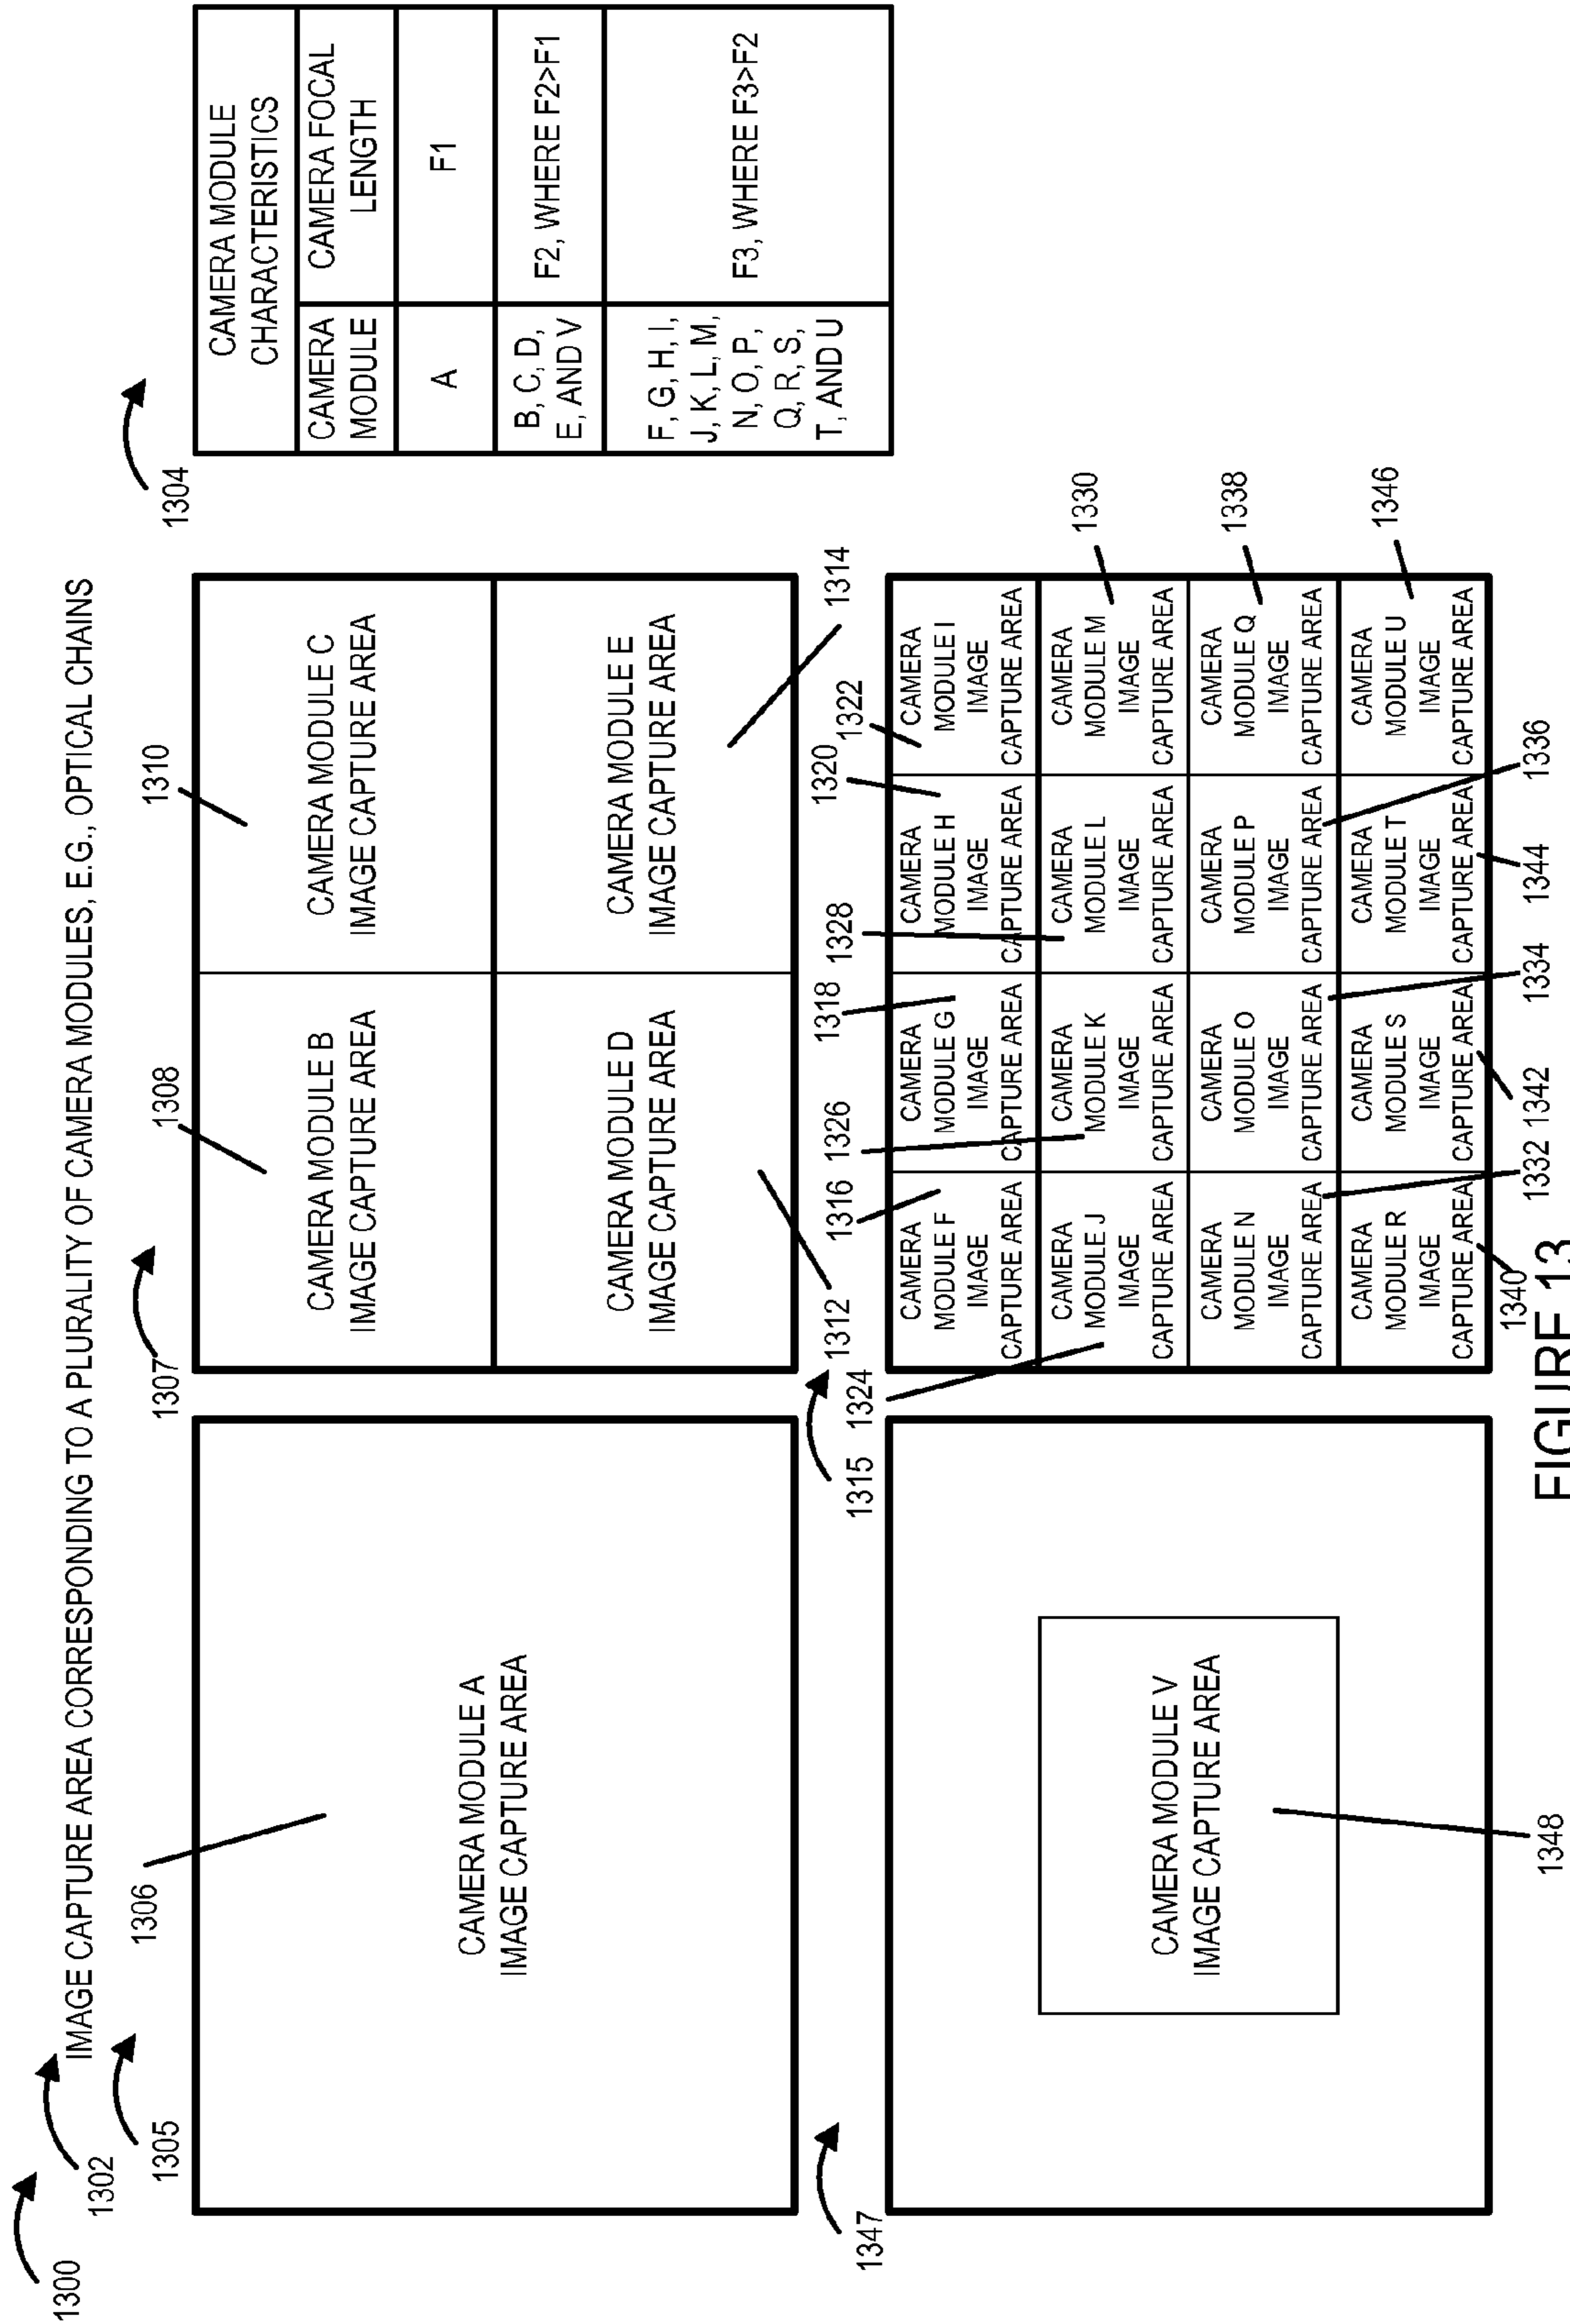 1300
1302
IMAGE CAPTURE AREA CORRESPONDING TO A PLURALITY OF CAMERA MODULES, E.G., OPTICAL CHAINS
1305
1306
CAMERA MODULE A
IMAGE CAPTURE AREA
1307
1308
1310
CAMERA MODULE B
IMAGE CAPTURE AREA
CAMERA MODULE C
IMAGE CAPTURE AREA
CAMERA MODULE D
IMAGE CAPTURE AREA
CAMERA MODULE E
IMAGE CAPTURE AREA
1312
1314
1304
CAMERA MODULE
CHARACTERISTICS
CAMERA
MODULE
CAMERA FOCAL
LENGTH
A
F1
B, C, D,
E, AND V
F2, WHERE F2>F1
F, G, H, I,
J, K, L, M,
N, O, P,
Q, R, S,
T, AND U
F3, WHERE F3>F2
1347
CAMERA MODULE V
IMAGE CAPTURE AREA
1348
1315
1324
1316
1326
1318
1328
1320
1322
CAMERA
MODULE F
IMAGE
CAPTURE AREA
CAMERA
MODULE G
IMAGE
CAPTURE AREA
CAMERA
MODULE H
IMAGE
CAPTURE AREA
CAMERA
MODULE I
IMAGE
CAPTURE AREA
CAMERA
MODULE J
IMAGE
CAPTURE AREA
CAMERA
MODULE K
IMAGE
CAPTURE AREA
CAMERA
MODULE L
IMAGE
CAPTURE AREA
CAMERA
MODULE M
IMAGE
CAPTURE AREA
1330
CAMERA
MODULE N
IMAGE
CAPTURE AREA
CAMERA
MODULE O
IMAGE
CAPTURE AREA
CAMERA
MODULE P
IMAGE
CAPTURE AREA
CAMERA
MODULE Q
IMAGE
CAPTURE AREA
1338
CAMERA
MODULE R
IMAGE
CAPTURE AREA
CAMERA
MODULE S
IMAGE
CAPTURE AREA
CAMERA
MODULE T
IMAGE
CAPTURE AREA
CAMERA
MODULE U
IMAGE
CAPTURE AREA
1346
1340
1332
1342
1334
1344
1336
FIGURE 13